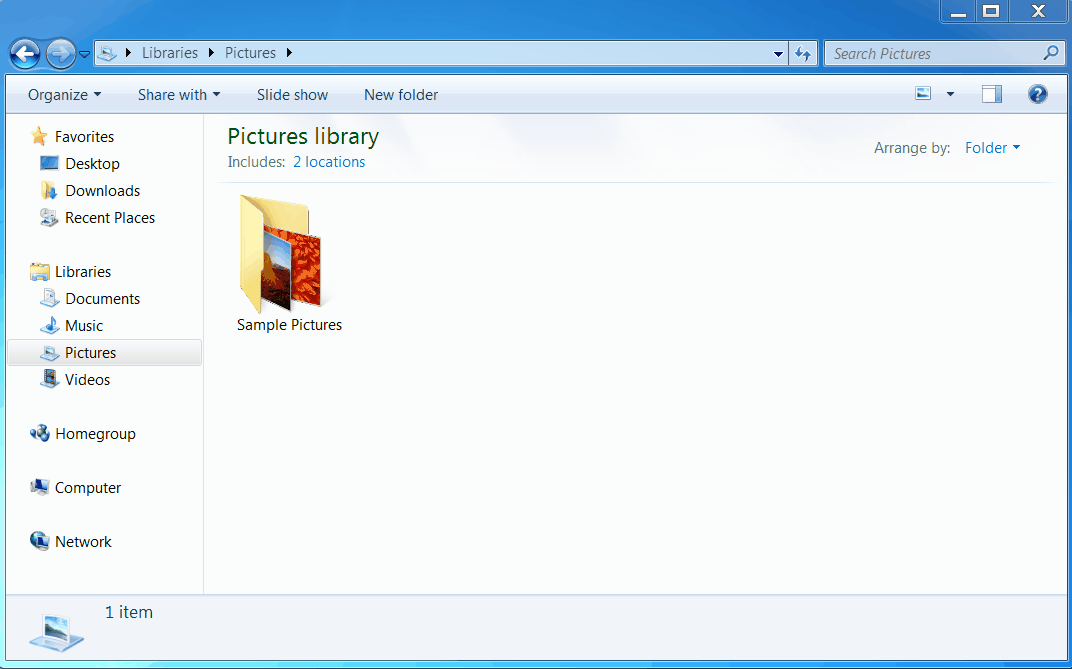 Libraries Pictures
Search Pictures
Organize Share with Slide show New folder
Favorites
Desktop
Downloads
Recent Places
Libraries
Documents
Music
Pictures
Videos
Homegroup
Computer
Network
Pictures library
Includes: 2 locations
Arrange by: Folder
Sample Pictures
1 item